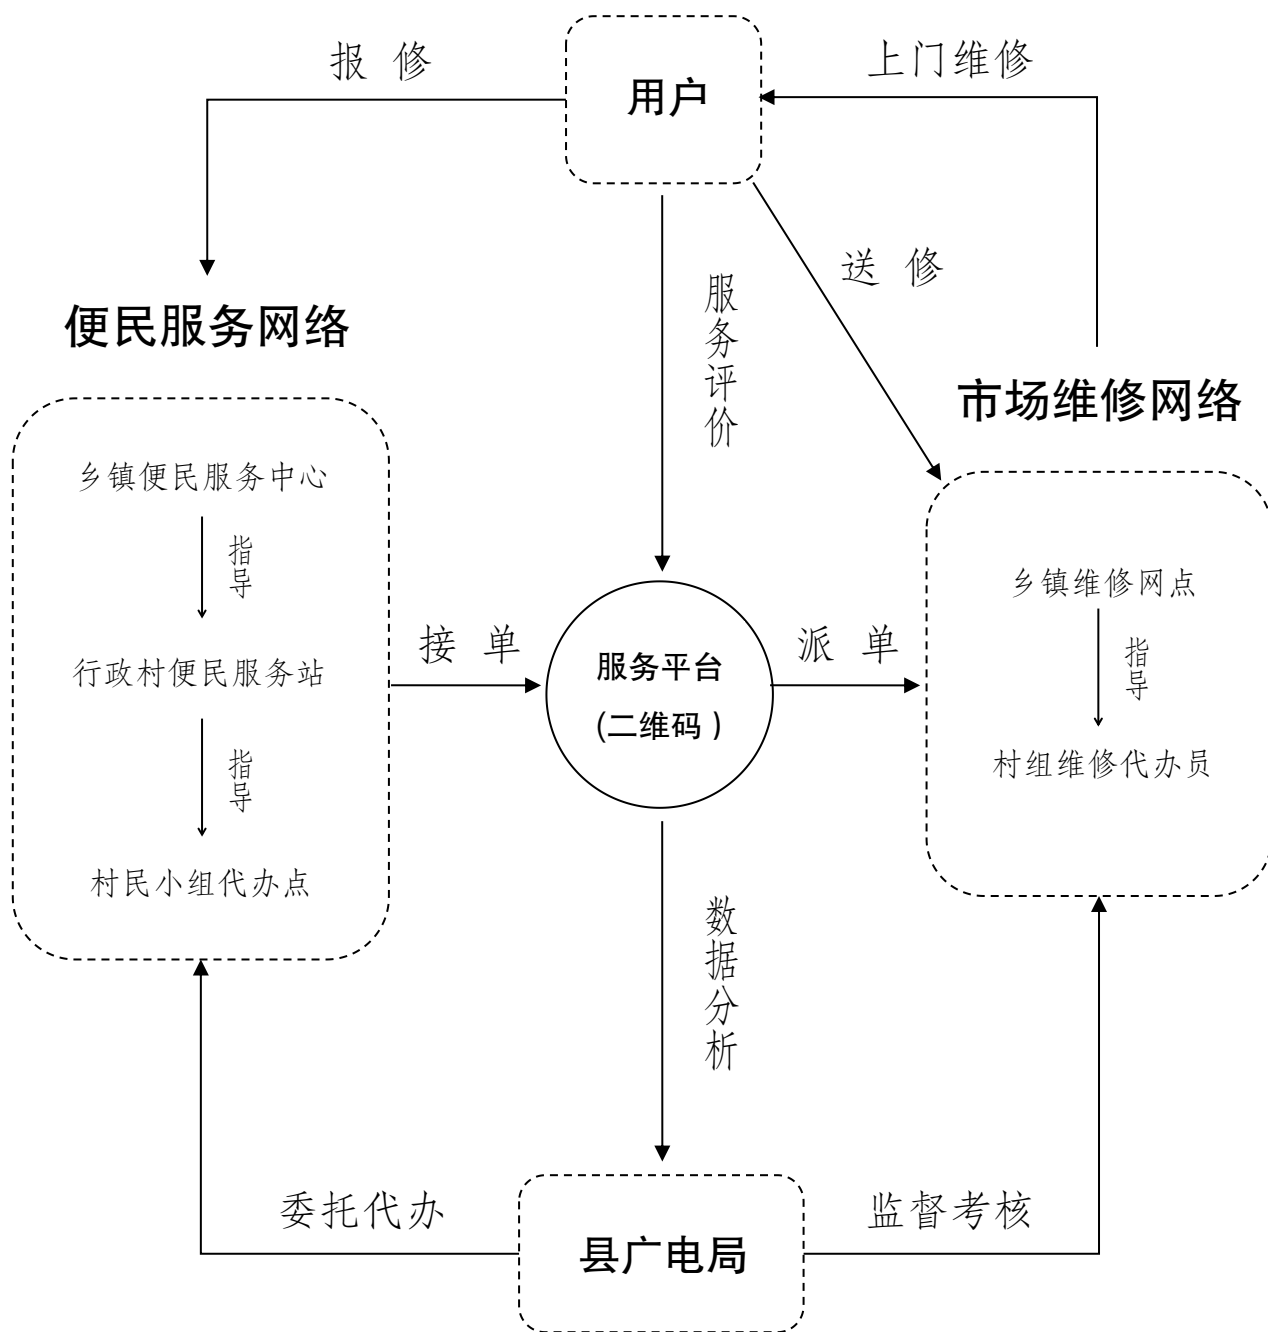 报 修
用户
上门维修
送 修
便民服务网络
服务评价
市场维修网络
乡镇便民服务中心
指导
行政村便民服务站
指导
村民小组代办点
接 单
服务平台
(二维码)
派 单
乡镇维修网点
指导
村组维修代办员
数据分析
委托代办
县广电局
监督考核